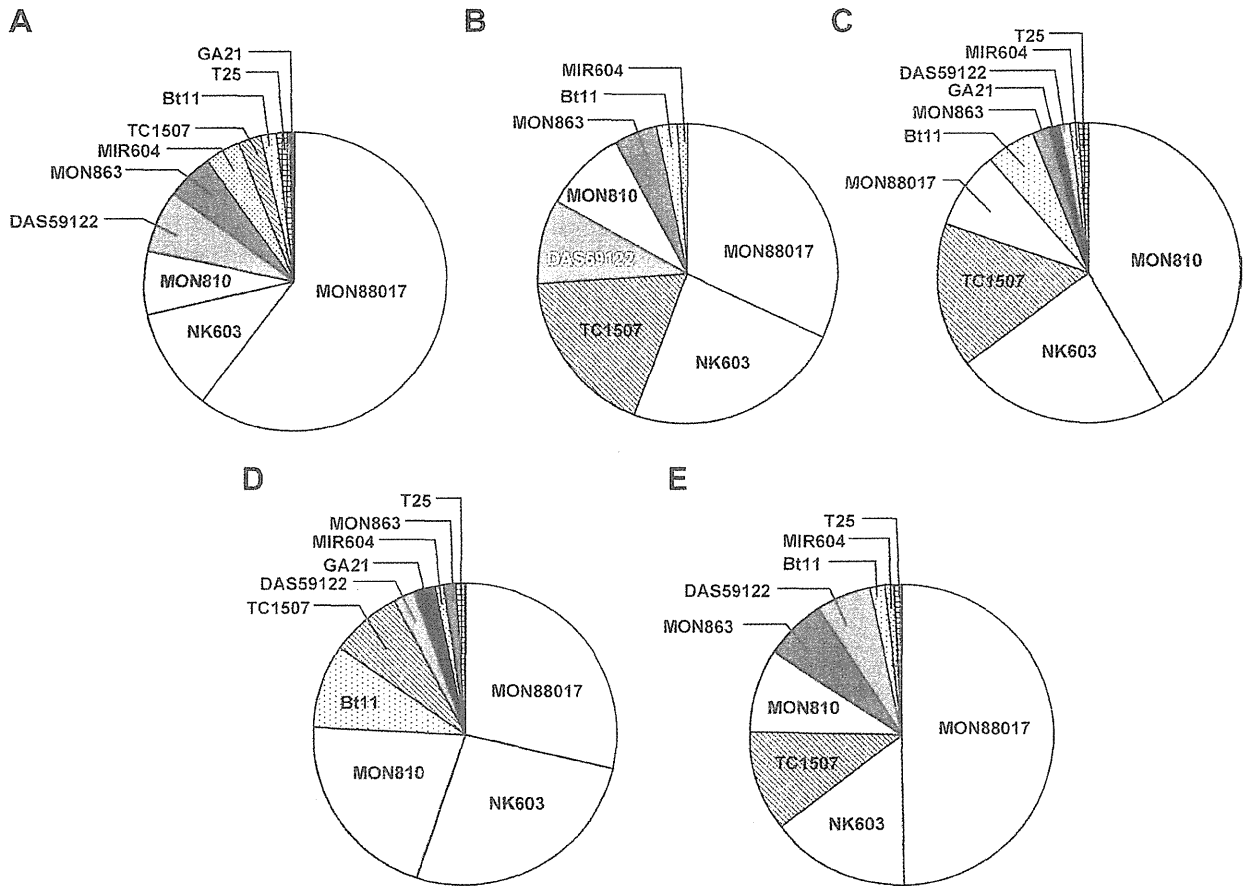 A
GA21
T25
Bt11
TC1507
MIR604
MON863
DAS59122
MON810
NK603
MON88017
B
MIR604
Bt11
MON863
MON810
DAS59122
TC1507
MON88017
NK603
C
T25
MIR604
DAS59122
GA21
MON863
Bt11
MON88017
TC1507
MON810
NK603
D
T25
MON863
MIR604
GA21
DAS59122
TC1507
Bt11
MON810
MON88017
NK603
E
T25
MIR604
Bt11
DAS59122
MON863
MON810
TC1507
NK603
MON88017